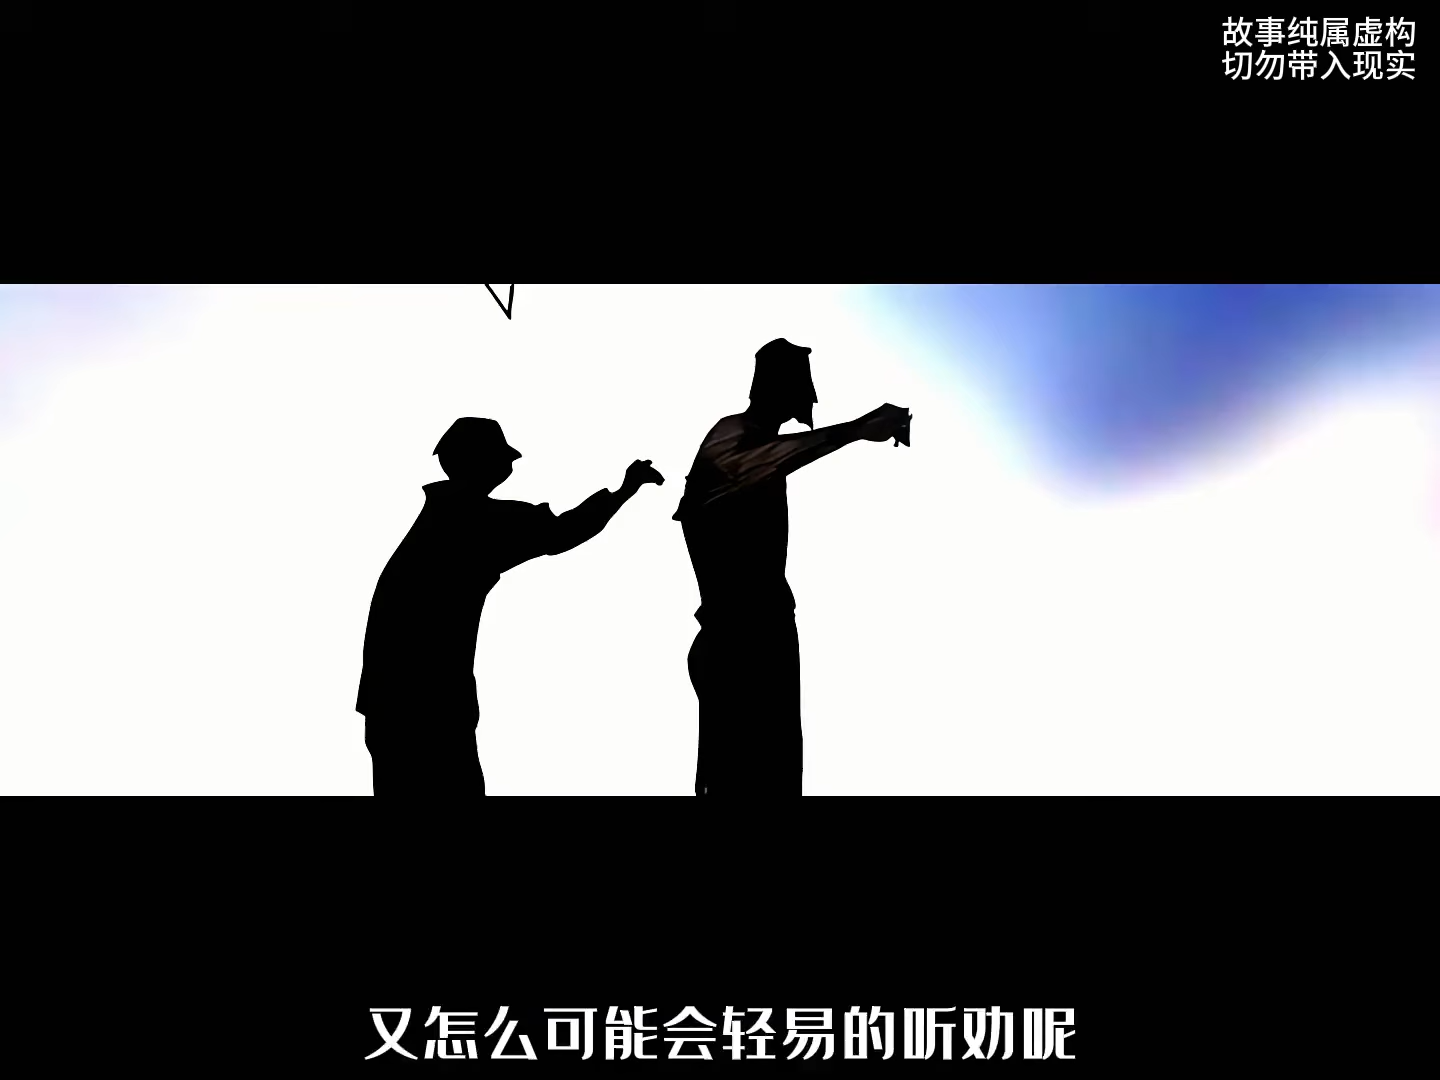 故事纯属虚构
切勿带入现实
又怎么可能会轻易的听劝呢